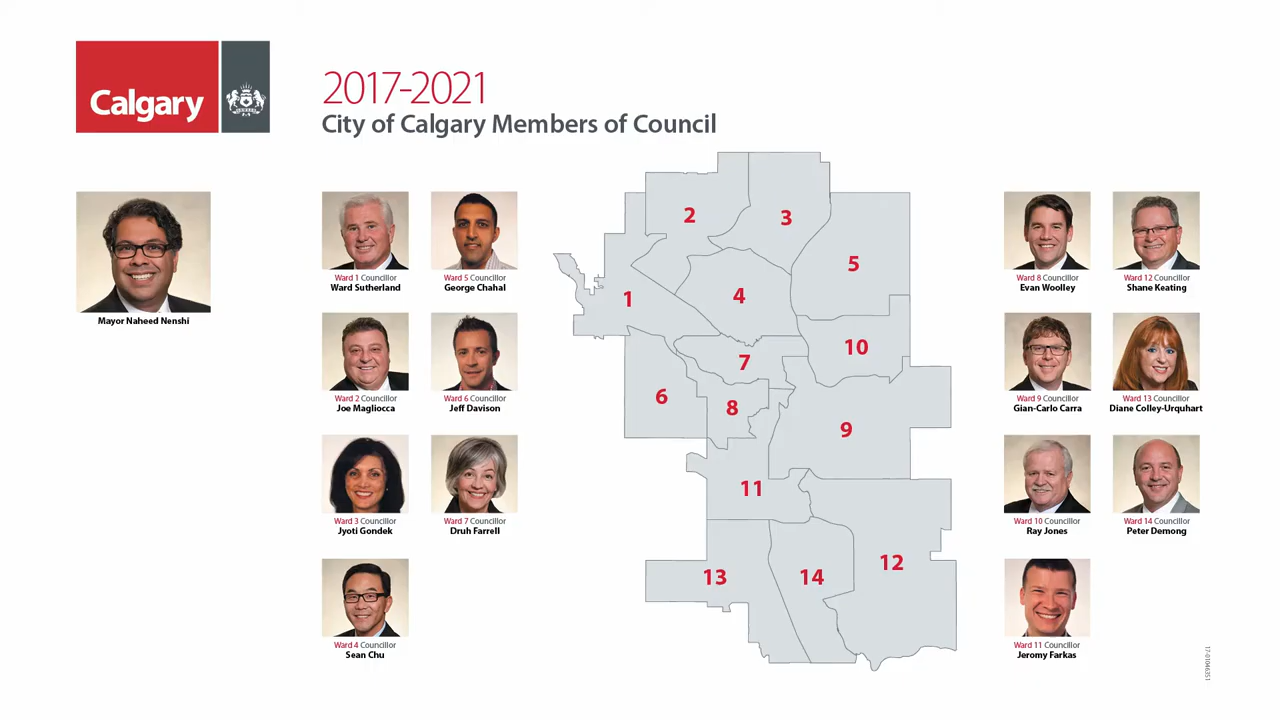 Calgary
2017-2021
City of Calgary Members of Council
Mayor Naheed Nenshi
Ward 1 Councillor
Ward Sutherland
Ward 5 Councillor
George Chahal
Ward 2 Councillor
Joe Magliocca
Ward 6 Councillor
Jeff Davison
Ward 3 Councillor
Jyoti Gondek
Ward 7 Councillor
Druh Farrell
Ward 4 Councillor
Sean Chu
2
3
5
1
4
10
7
6
8
9
11
12
13
14
Ward 8 Councillor
Evan Woolley
Ward 12 Councillor
Shane Keating
Ward 9 Councillor
Gian-Carlo Carra
Ward 13 Councillor
Diane Colley-Urquhart
Ward 10 Councillor
Ray Jones
Ward 14 Councillor
Peter Demong
Ward 11 Councillor
Jeromy Farkas
17-01046351